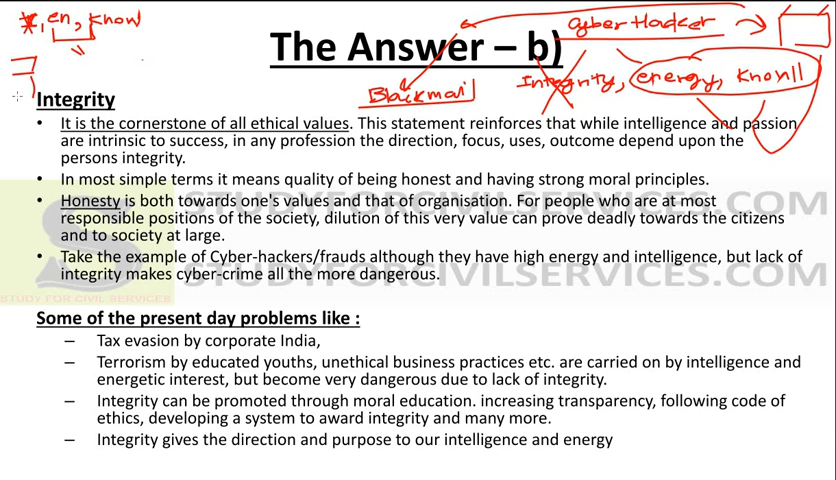 *, en, know
Cyber Hacker
The Answer – b)
Integrity, energy, knowll
Blackmail
Integrity
• It is the cornerstone of all ethical values. This statement reinforces that while intelligence and passion
are intrinsic to success, in any profession the direction, focus, uses, outcome depend upon the
persons integrity.
• In most simple terms it means quality of being honest and having strong moral principles.
• Honesty is both towards one's values and that of organisation. For people who are at most
responsible positions of the society, dilution of this very value can prove deadly towards the citizens
and to society at large.
• Take the example of Cyber-hackers/frauds although they have high energy and intelligence, but lack of
integrity makes cyber-crime all the more dangerous.
STUDYFORCIVILSERVICES.COM
STUDYFORCIVILSERVICES.COM
STUDY FOR CIVIL SERVICES
Some of the present day problems like :
– Tax evasion by corporate India,
– Terrorism by educated youths, unethical business practices etc. are carried on by intelligence and
energetic interest, but become very dangerous due to lack of integrity.
– Integrity can be promoted through moral education. increasing transparency, following code of
ethics, developing a system to award integrity and many more.
– Integrity gives the direction and purpose to our intelligence and energy